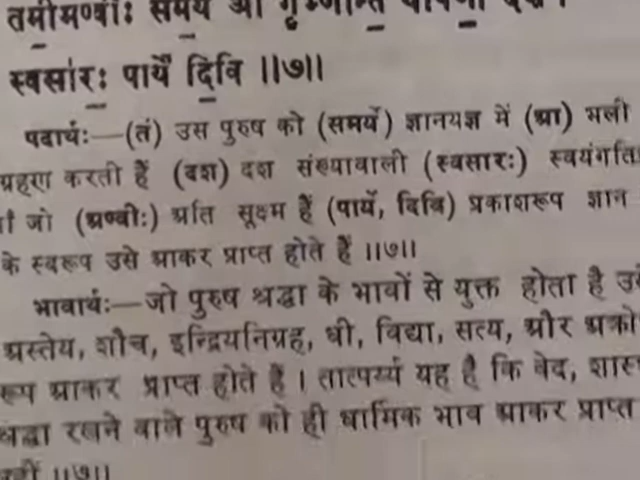 तमीमण्वीः समर्य आ गृभ्णन्ति योषणो दश ।
स्वसारः पार्ये दिवि ॥७॥
पदार्थः—(तं) उस पुरुष को (समर्ये) ज्ञानयज्ञ में (आ) भली
ग्रहण करती हैं (दश) दश संख्यावाली (स्वसारः) स्वयंगति
जो (अण्वीः) अति सूक्ष्म हैं (पार्ये, दिवि) प्रकाशरूप ज्ञान
के स्वरूप उसे आकर प्राप्त होते हैं ॥७॥
भावार्थः—जो पुरुष श्रद्धा के भावों से युक्त होता है
अस्तेय, शौच, इन्द्रियनिग्रह, धी, विद्या, सत्य, और अक्रो
रूप आकर प्राप्त होते हैं । तात्पर्य्य यह है कि वेद, शास्
श्रद्धा रखने वाले पुरुष को ही धार्मिक भाव आकर प्राप्त
॥७॥